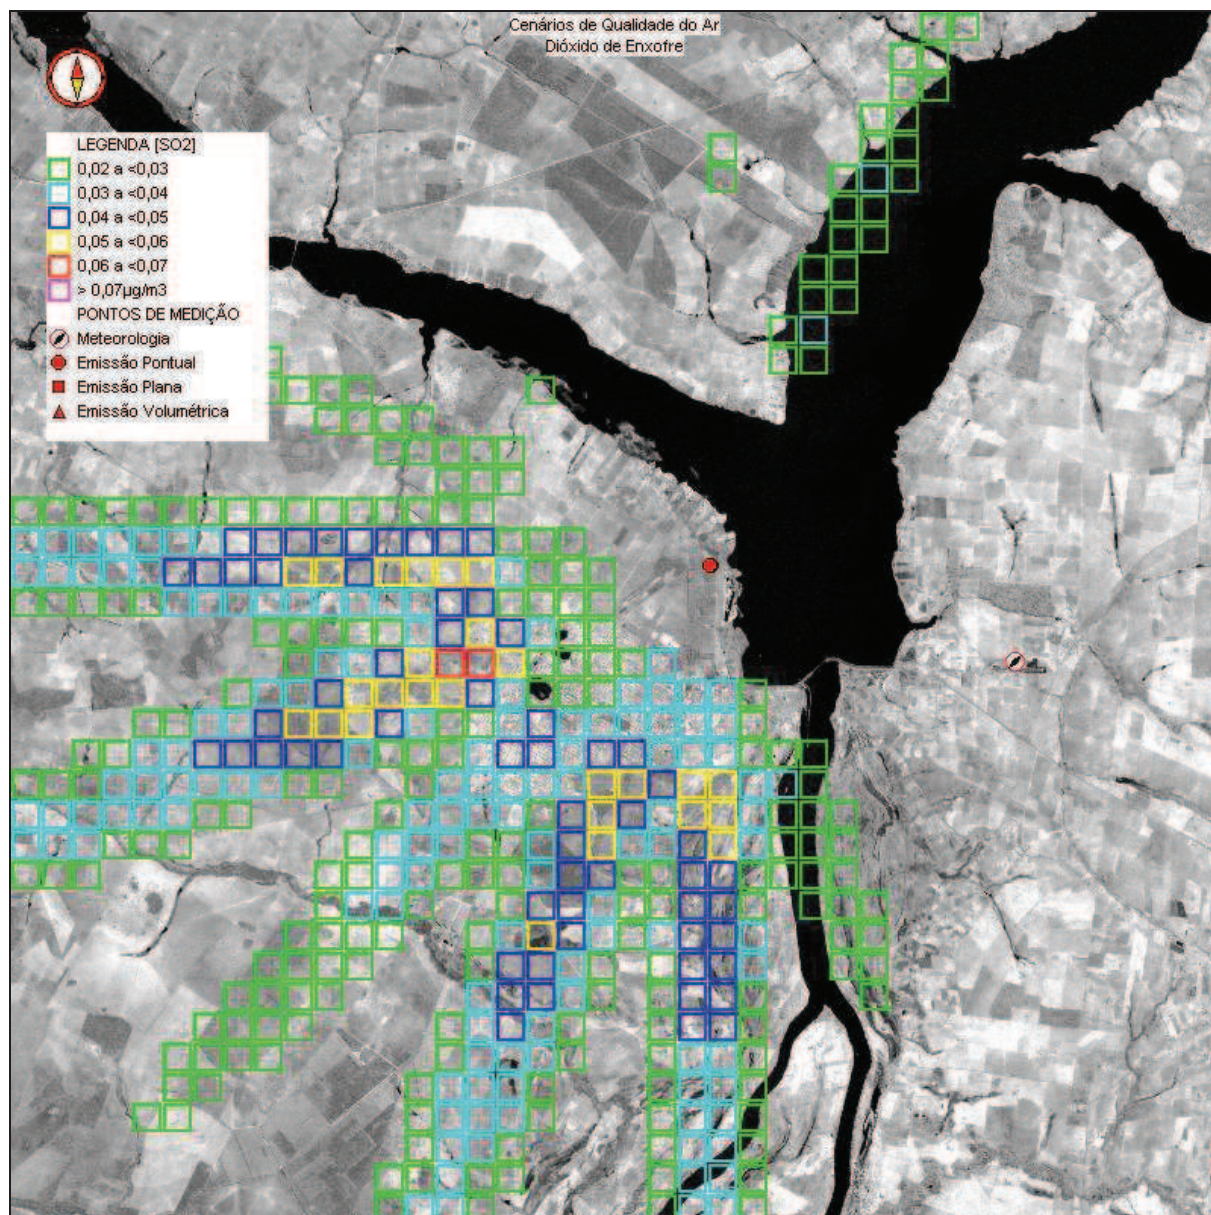 Cenários de Qualidade do Ar
Dióxido de Enxofre
LEGENDA [SO2]
0,02 a <0,03
0,03 a <0,04
0,04 a <0,05
0,05 a <0,06
0,06 a <0,07
> 0,07µg/m3
PONTOS DE MEDIÇÃO
Meteorologia
Emissão Pontual
Emissão Plana
Emissão Volumétrica